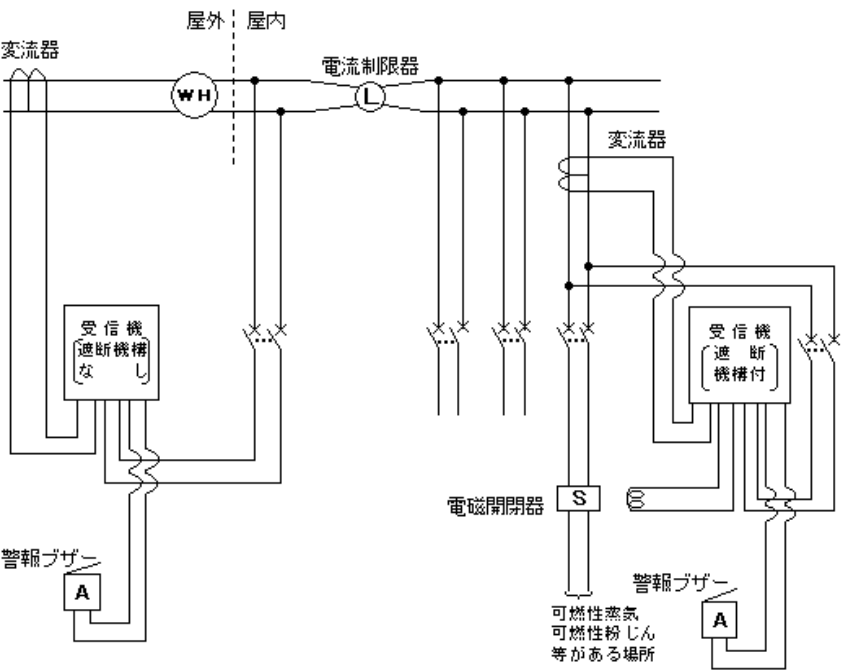 屋外 屋内
変流器
電流制限器
WH
L
変流器
受信機
遮断機構
なし
受信機
遮断
機構付
電磁開閉器
S
警報ブザー
A
警報ブザー
A
可燃性蒸気
可燃性粉じん
等がある場所